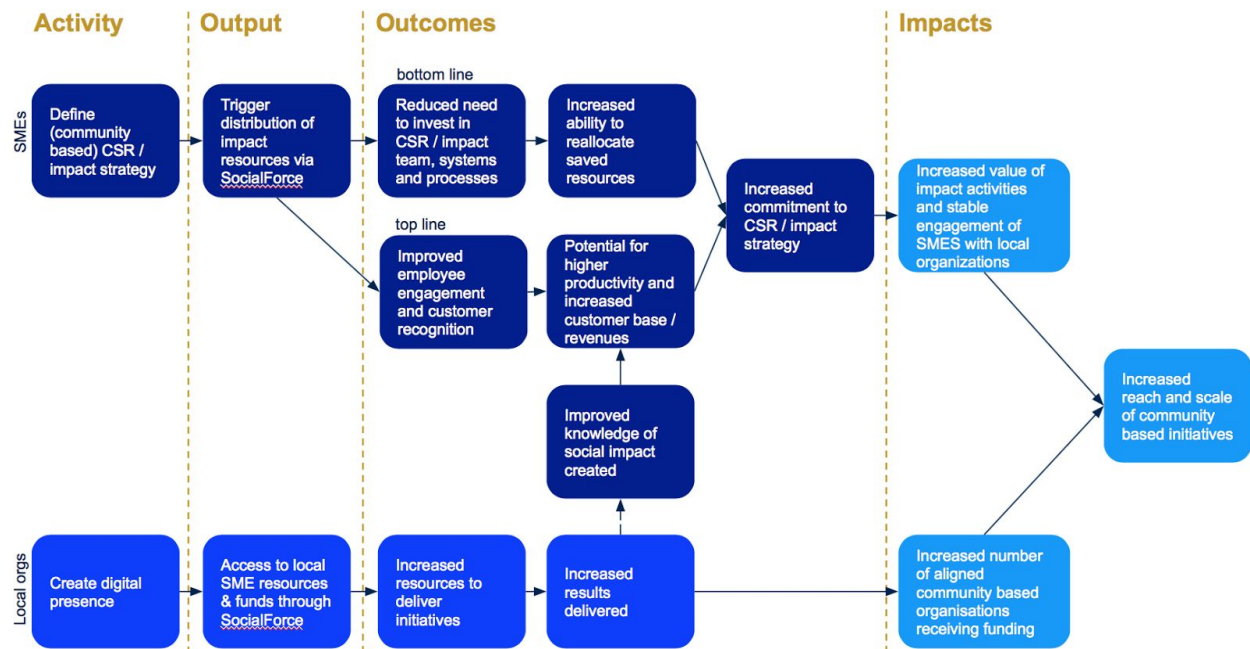 Activity
Output
Outcomes
Impacts
SMEs
Define
(community
based) CSR /
impact strategy
Trigger
distribution of
impact
resources via
SocialForce
bottom line
Reduced need
to invest in
CSR / impact
team, systems
and processes
Increased
ability to
reallocate
saved
resources
top line
Improved
employee
engagement
and customer
recognition
Potential for
higher
productivity and
increased
customer base /
revenues
Increased
commitment to
CSR / impact
strategy
Increased value of
impact activities
and stable
engagement of
SMES with local
organizations
Improved
knowledge of
social impact
created
Increased
reach and scale
of community
based initiatives
Local orgs
Create digital
presence
Access to local
SME resources
& funds through
SocialForce
Increased
resources to
deliver
initiatives
Increased
results
delivered
Increased number
of aligned
community based
organisations
receiving funding